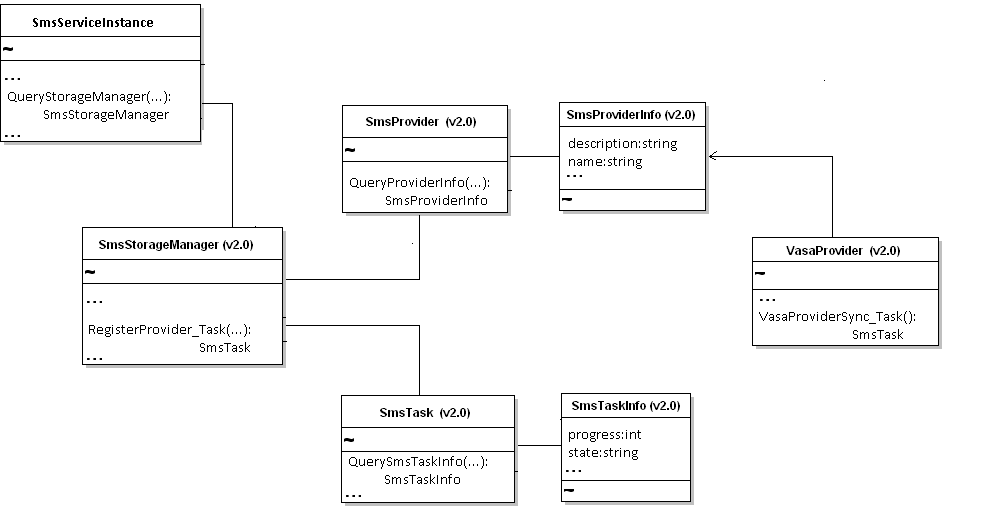 SmsServiceInstance
~
...
QueryStorageManager(...):
SmsStorageManager
...
SmsProvider (v2.0)
~
QueryProviderInfo(...):
SmsProviderInfo
SmsProviderInfo (v2.0)
description:string
name:string
...
~
SmsStorageManager (v2.0)
~
...
RegisterProvider_Task(...):
SmsTask
...
VasaProvider (v2.0)
~
...
VasaProviderSync_Task():
SmsTask
SmsTask (v2.0)
~
QuerySmsTaskInfo(...):
SmsTaskInfo
...
SmsTaskInfo (v2.0)
progress:int
state:string
...
~